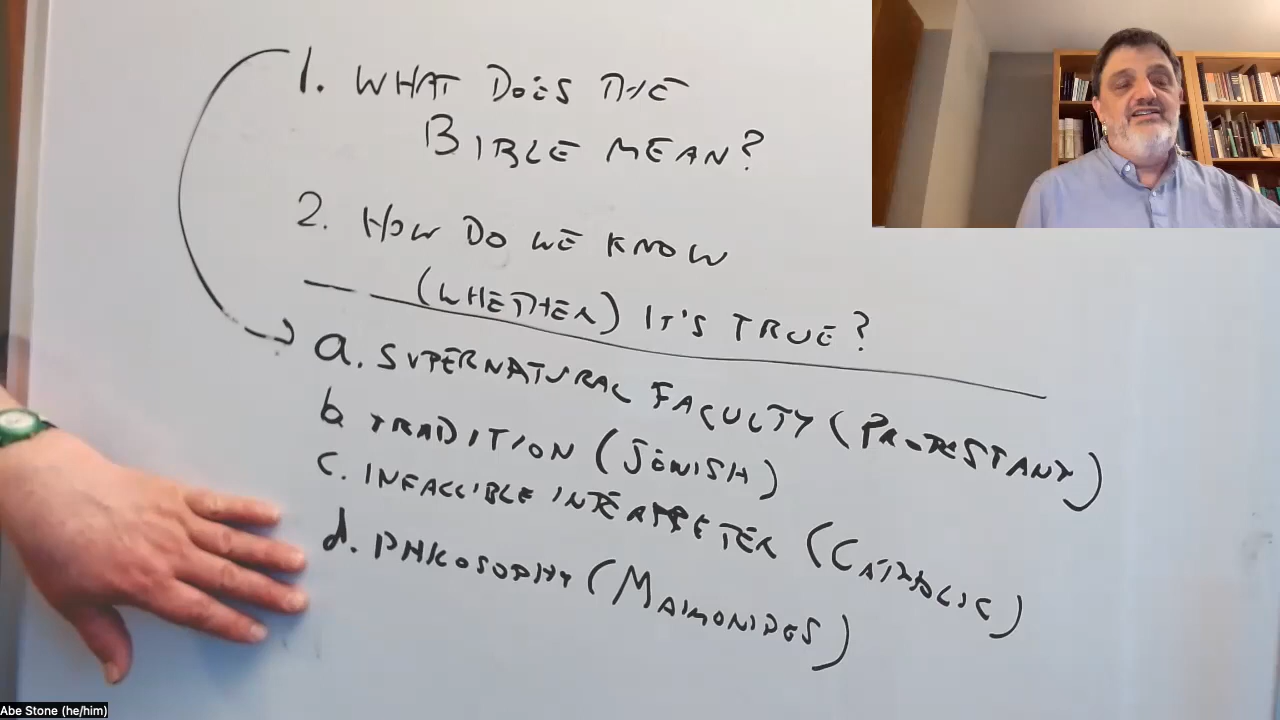 1. WHAT DOES THE
BIBLE MEAN?
2. HOW DO WE KNOW
(WHETHER) IT'S TRUE?
a. SUPERNATURAL FACULTY (PROTESTANT)
b. TRADITION (JEWISH)
c. INFALLIBLE INTERPRETER (CATHOLIC)
d. PHILOSOPHY (MAIMONIDES)
Abe Stone (he/him)